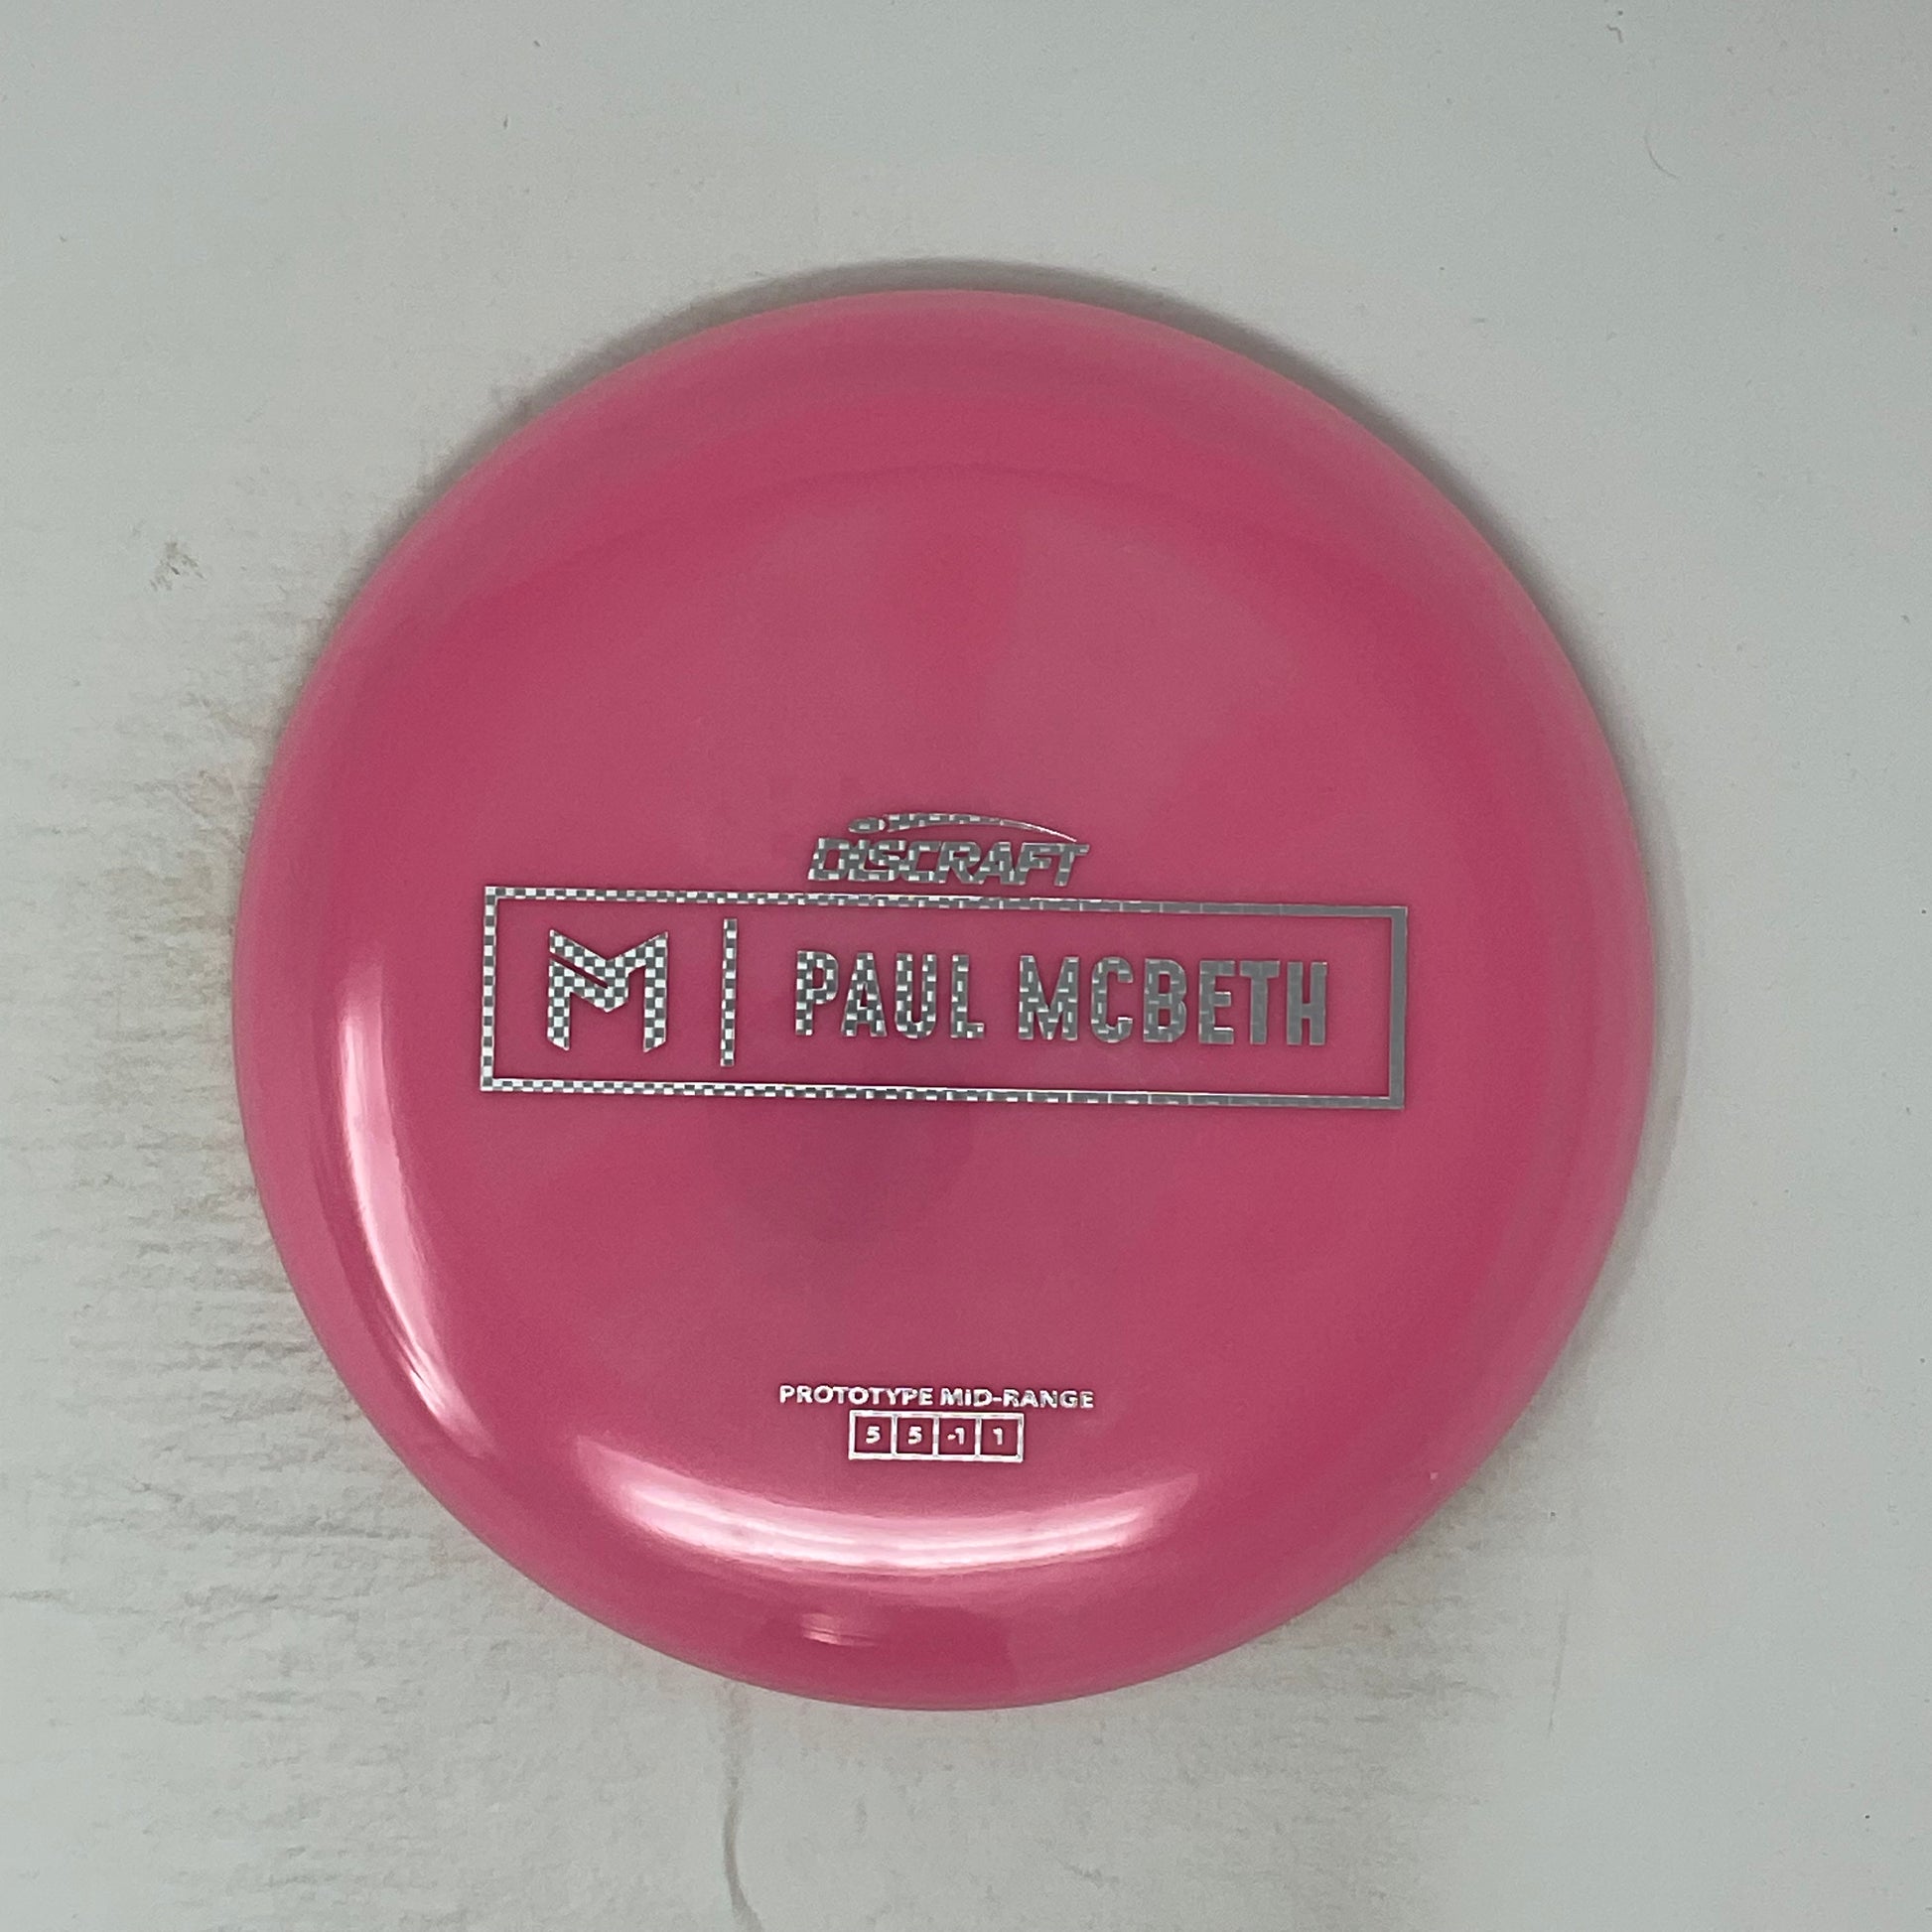 DISCRAFT
M | PAUL MCBETH
PROTOTYPE MID-RANGE
5 5 -1 1